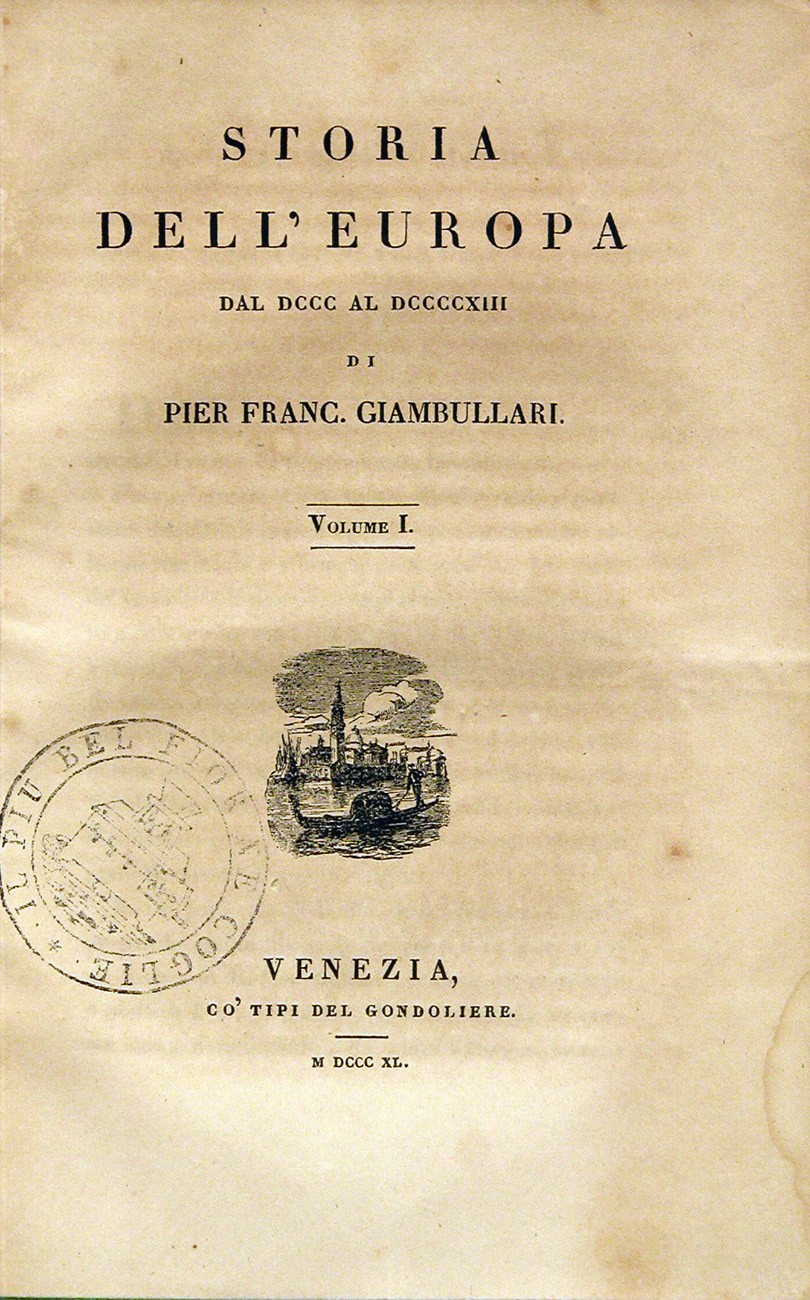 STORIA
DELL' EUROPA
DAL DCCC AL DCCCCXIII
DI
PIER FRANC. GIAMBULLARI.
VOLUME I.
IL PIU BEL FIOR NE COGLIE
VENEZIA,
CO' TIPI DEL GONDOLIERE.
M DCCC XL.